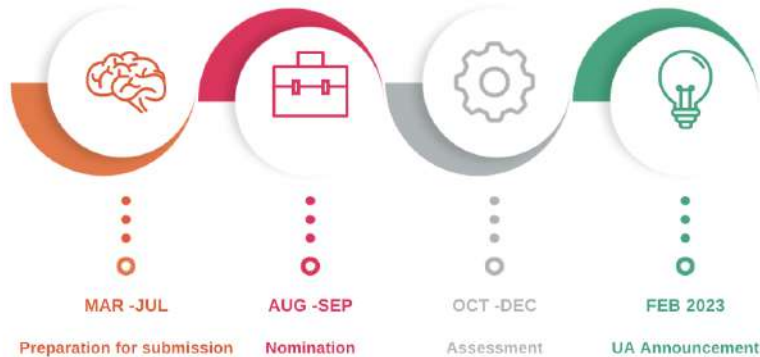 MAR -JUL
Preparation for submission
AUG -SEP
Nomination
OCT -DEC
Assessment
FEB 2023
UA Announcement